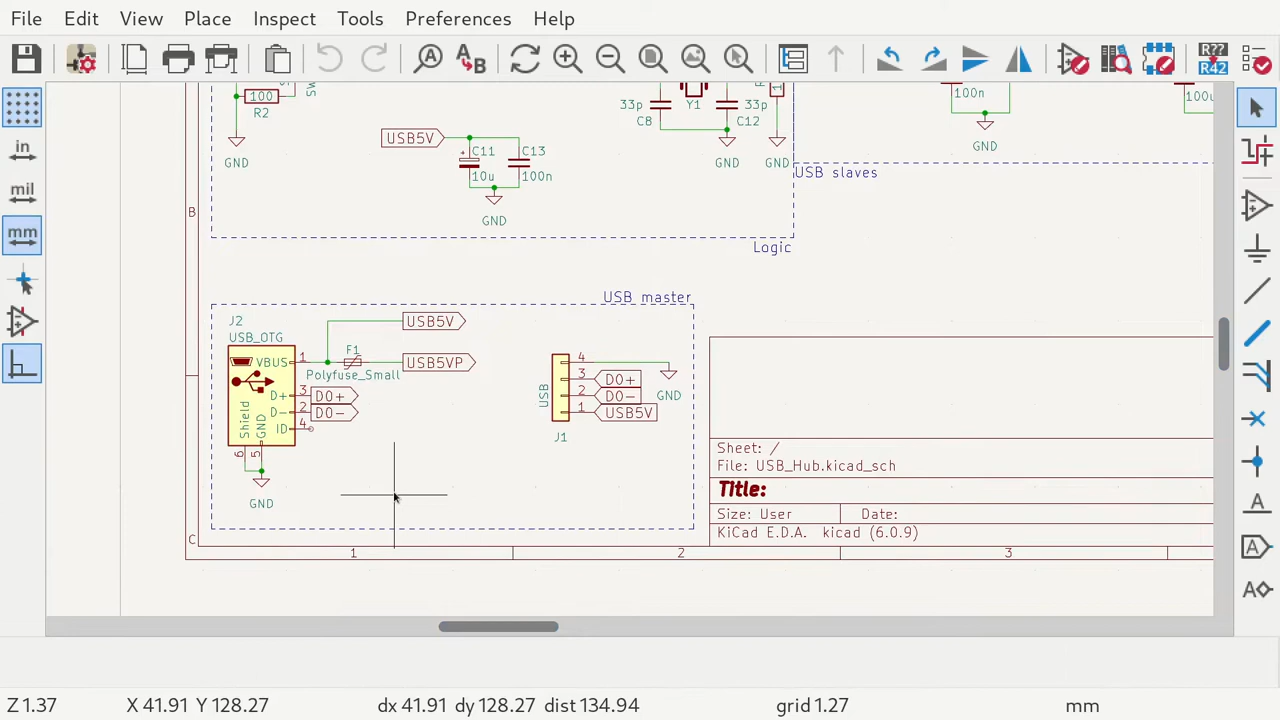 File Edit View Place Inspect Tools Preferences Help
A
A B
R??
R42
in
mil
mm
A
A
A
100
R2
GND
33p
C8
Y1
33p
C12
GND
GND
100n
GND
100u
USB5V
C11
10u
C13
100n
GND
USB slaves
B
Logic
USB master
J2
USB_OTG
USB5V
VBUS 1
F1
Polyfuse_Small
USB5VP
D+ 3 D0+
D- 2 D0-
ID 4
Shield
GND
6 5
GND
USB
4
3 D0+
2 D0-
1 USB5V
GND
J1
Sheet: /
File: USB_Hub.kicad_sch
Title:
Size: User Date:
KiCad E.D.A. kicad (6.0.9)
C
1 2 3
Z 1.37 X 41.91 Y 128.27 dx 41.91 dy 128.27 dist 134.94 grid 1.27 mm